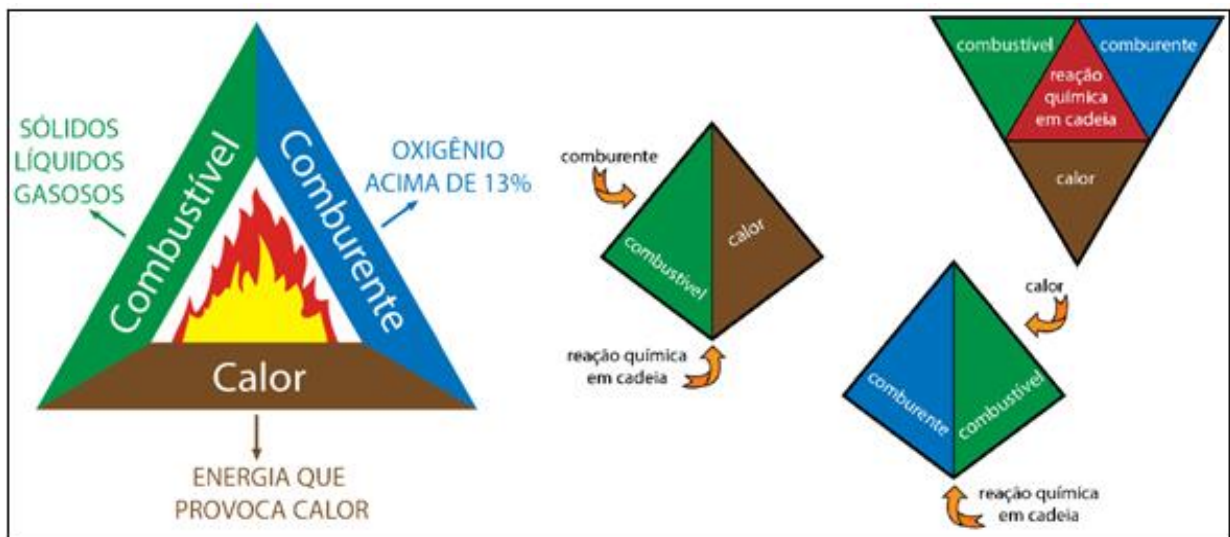 SÓLIDOS
LÍQUIDOS
GASOSOS
Combustível
Comburente
OXIGÊNIO
ACIMA DE 13%
Calor
ENERGIA QUE
PROVOCA CALOR
comburente
combustível
calor
reação química
em cadeia
combustível
comburente
reação
química
em cadeia
calor
calor
comburente
combustível
reação química
em cadeia